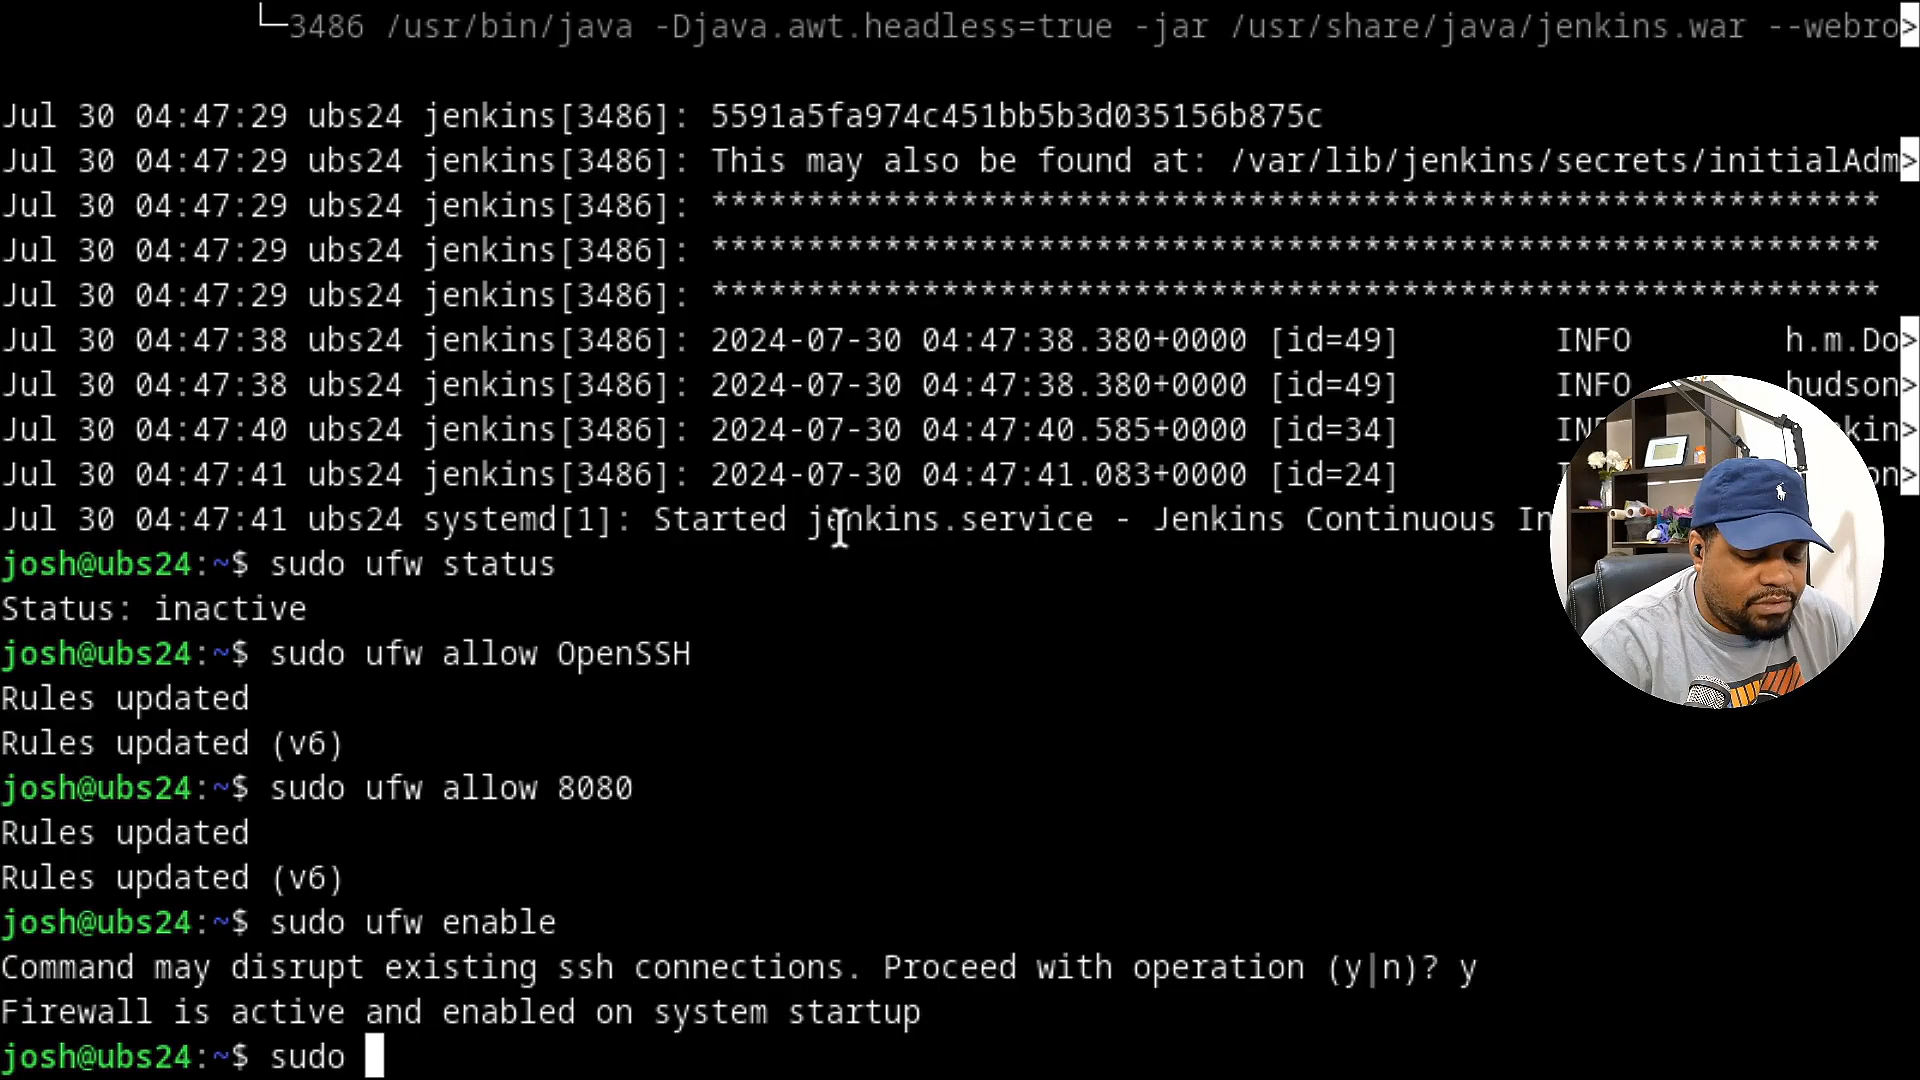 └─3486 /usr/bin/java -Djava.awt.headless=true -jar /usr/share/java/jenkins.war --webro>
Jul 30 04:47:29 ubs24 jenkins[3486]: 5591a5fa974c451bb5b3d035156b875c
Jul 30 04:47:29 ubs24 jenkins[3486]: This may also be found at: /var/lib/jenkins/secrets/initialAdm>
Jul 30 04:47:29 ubs24 jenkins[3486]: *************************************************************
Jul 30 04:47:29 ubs24 jenkins[3486]: *************************************************************
Jul 30 04:47:29 ubs24 jenkins[3486]: *************************************************************
Jul 30 04:47:38 ubs24 jenkins[3486]: 2024-07-30 04:47:38.380+0000 [id=49] INFO h.m.Do>
Jul 30 04:47:38 ubs24 jenkins[3486]: 2024-07-30 04:47:38.380+0000 [id=49] INFO hudson>
Jul 30 04:47:40 ubs24 jenkins[3486]: 2024-07-30 04:47:40.585+0000 [id=34] kin>
Jul 30 04:47:41 ubs24 jenkins[3486]: 2024-07-30 04:47:41.083+0000 [id=24] on>
Jul 30 04:47:41 ubs24 systemd[1]: Started jenkins.service - Jenkins Continuous In
josh@ubs24:~$ sudo ufw status
Status: inactive
josh@ubs24:~$ sudo ufw allow OpenSSH
Rules updated
Rules updated (v6)
josh@ubs24:~$ sudo ufw allow 8080
Rules updated
Rules updated (v6)
josh@ubs24:~$ sudo ufw enable
Command may disrupt existing ssh connections. Proceed with operation (y|n)? y
Firewall is active and enabled on system startup
josh@ubs24:~$ sudo